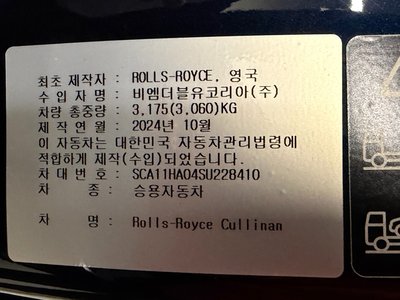 최초 제작자 : ROLLS-ROYCE, 영국
수 입 자 명 : 비엠더블유코리아(주)
차량 총중량 : 3,175(3,060)KG
제 작 연 월 : 2024년 10월
이 자동차는 대한민국 자동차관리법령에
적합하게 제작(수입)되었습니다.
차 대 번 호 : SCA11HA04SU228410
차 종 : 승용자동차
차 명 : Rolls-Royce Cullinan